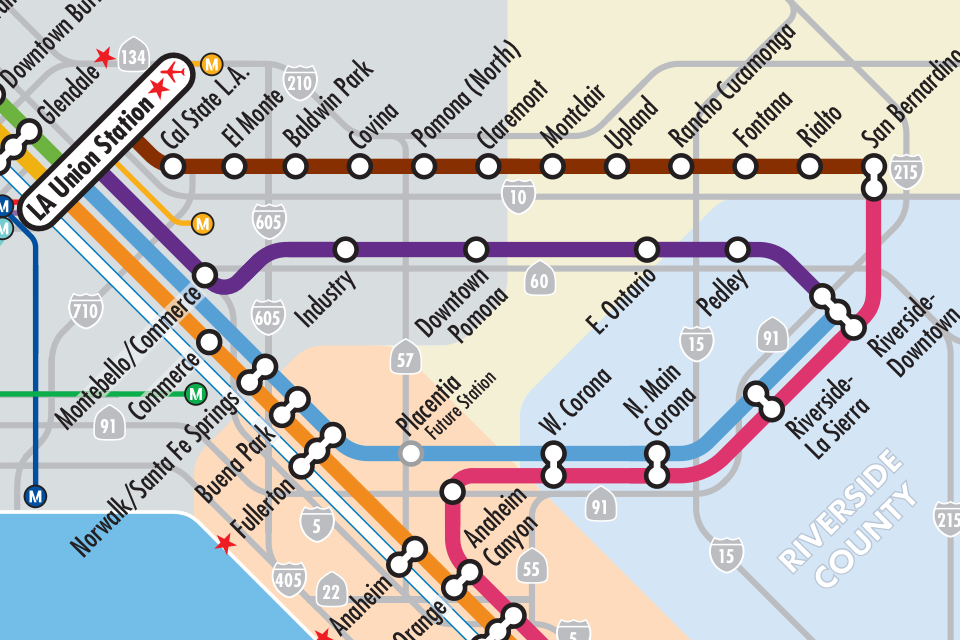 Downtown Bur
Glendale
134
LA Union Station
M
210
Cal State L.A.
El Monte
Baldwin Park
Covina
Pomona (North)
Claremont
Montclair
Upland
Rancho Cucamonga
Fontana
Rialto
San Bernardino
215
10
M
M
M
605
Industry
Downtown
Pomona
60
E. Ontario
Pedley
Riverside-
Downtown
710
605
Montebello/Commerce
Commerce
57
15
91
M
91
Norwalk/Santa Fe Springs
Buena Park
Fullerton
Placentia
Future Station
W. Corona
N. Main
Corona
Riverside-
La Sierra
M
5
Anaheim
Canyon
91
RIVERSIDE
COUNTY
215
15
55
405
22
Anaheim
Orange
5